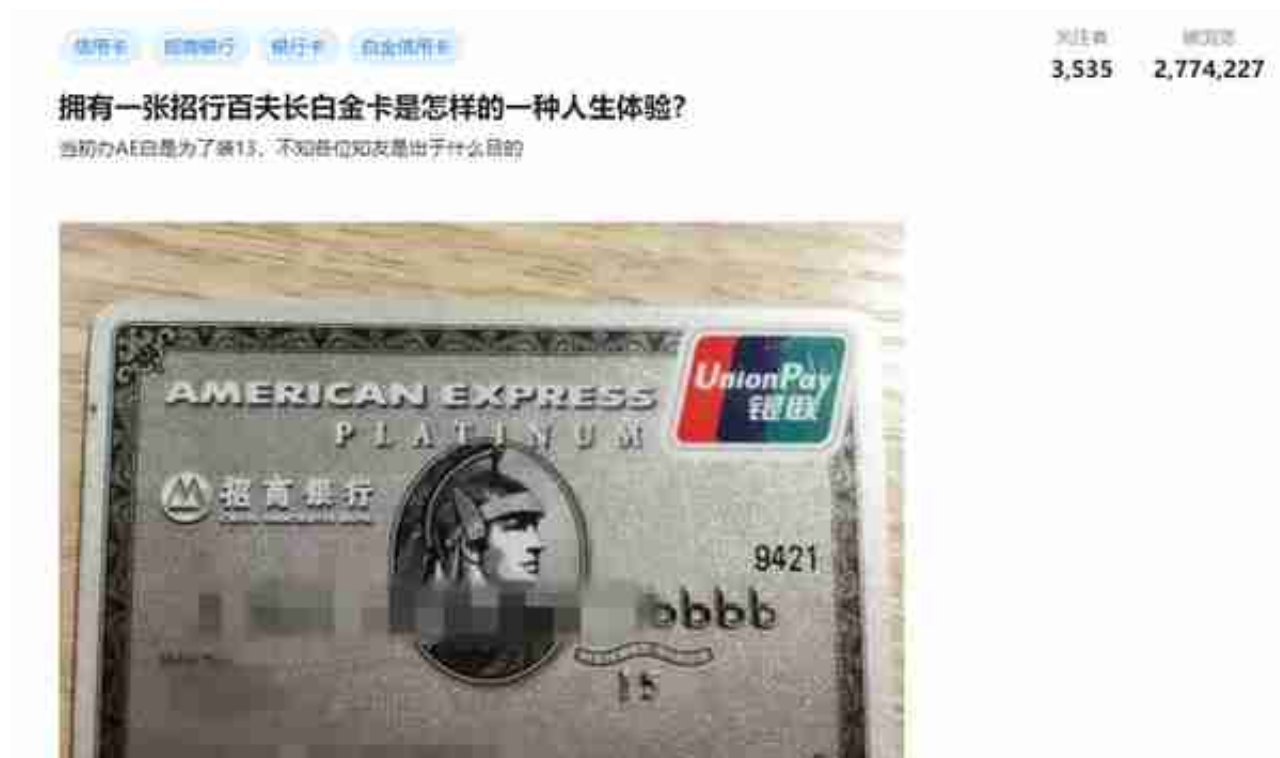 信用卡 招商银行 银行卡 白金信用卡
关注者 被浏览
3,535 2,774,227
拥有一张招行百夫长白金卡是怎样的一种人生体验？
当初办AE白是为了装13，不知各位知友是出于什么目的
AMERICAN EXPRESS
PLATINUM
UnionPay
银联
招商银行
9421
bbbb
15